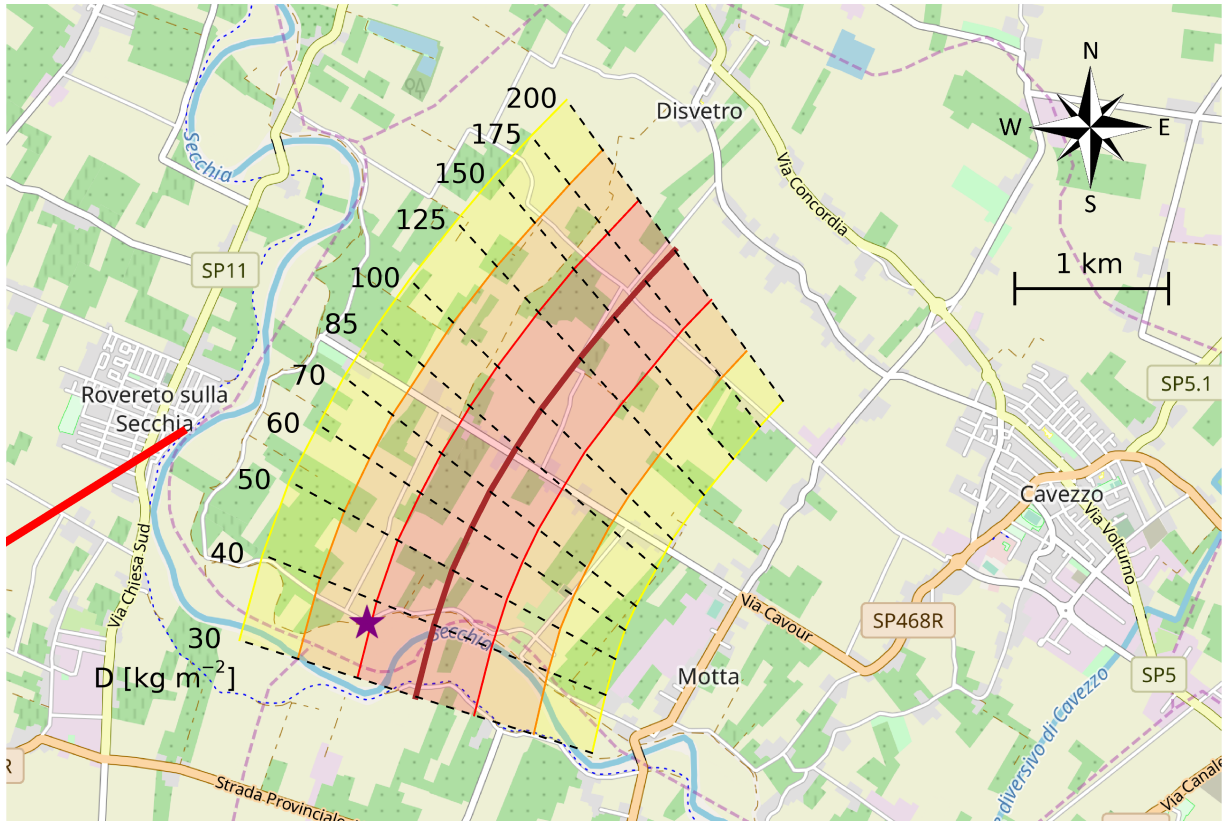 N
W E
S
1 km
200
175
150
125
100
85
70
60
50
40
30
D [kg m⁻²]
Disvetro
Via Concordia
Secchia
SP11
Rovereto sulla
Secchia
SP5.1
Cavezzo
Via Volturno
Via Chiesa Sud
Secchia
Via Cavour
SP468R
Motta
SP5
diversivo di Cavezzo
R
Strada Provinciale
Via Canale